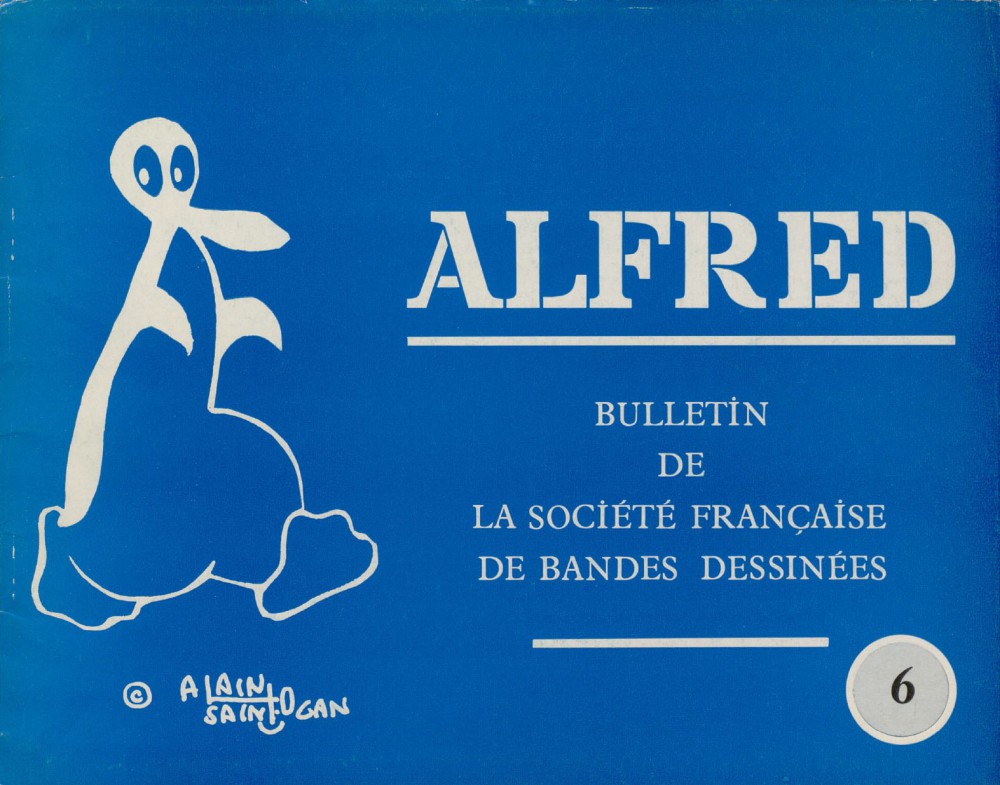 ALFRED
BULLETIN
DE
LA SOCIÉTÉ FRANÇAISE
DE BANDES DESSINÉES
6
© ALAIN
SAINT-OGAN